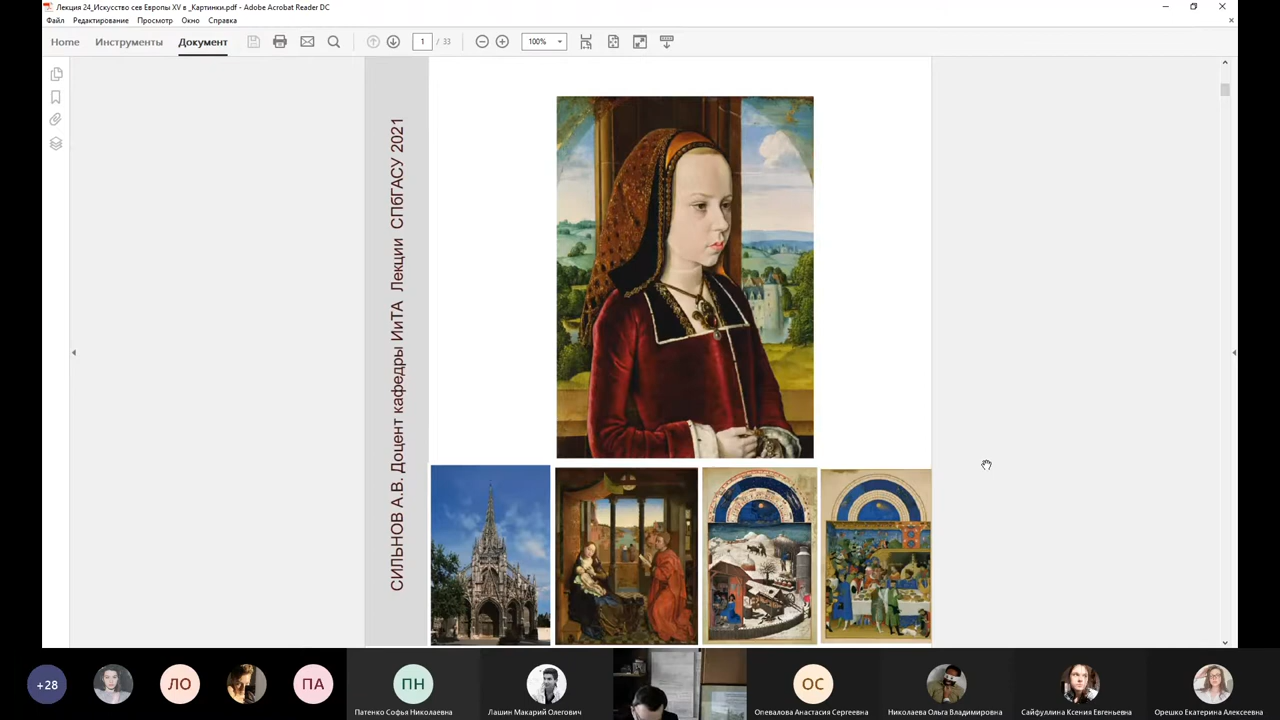 Лекция 24_Искусство сев Европы XV в _Картинки.pdf - Adobe Acrobat Reader DC
Файл Редактирование Просмотр Окно Справка
Home Инструменты Документ 1 / 33 100%
СИЛЬНОВ А.В. Доцент кафедры ИиТА Лекции СПбГАСУ 2021
+28 ЛО ПА ПН ОС
Патенко Софья Николаевна Лашин Макарий Олегович Опевалова Анастасия Сергеевна Николаева Ольга Владимировна Сайфуллина Ксения Евгеньевна Орешко Екатерина Алексеевна